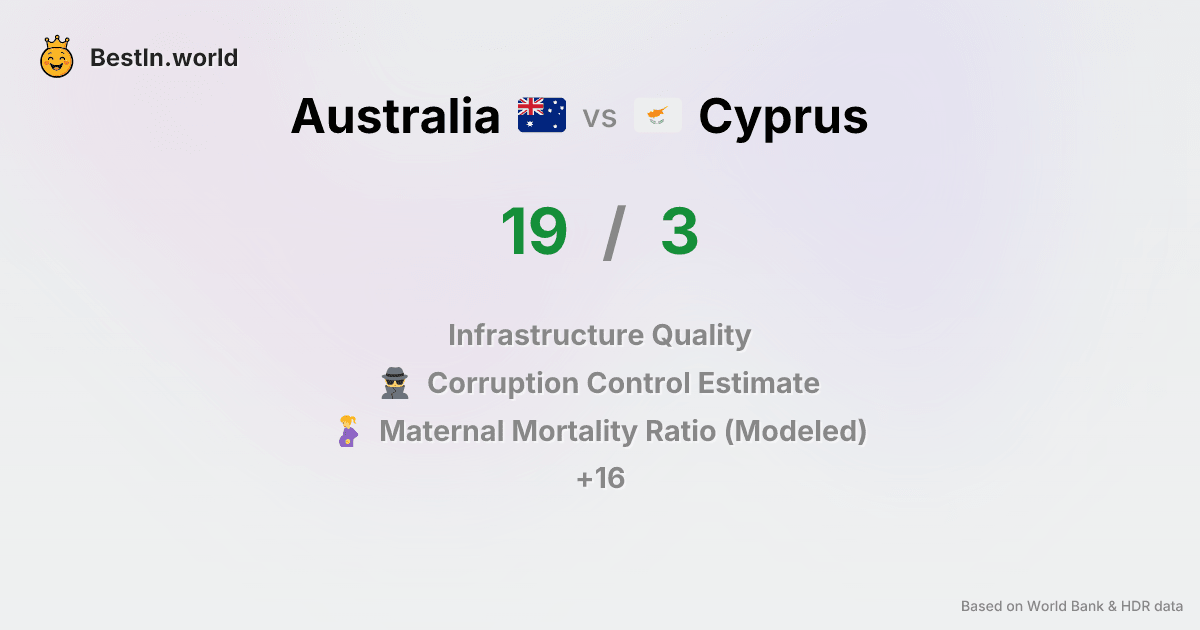 BestIn.world
Australia vs Cyprus
19 / 3
Infrastructure Quality
Corruption Control Estimate
Maternal Mortality Ratio (Modeled)
+16
Based on World Bank & HDR data